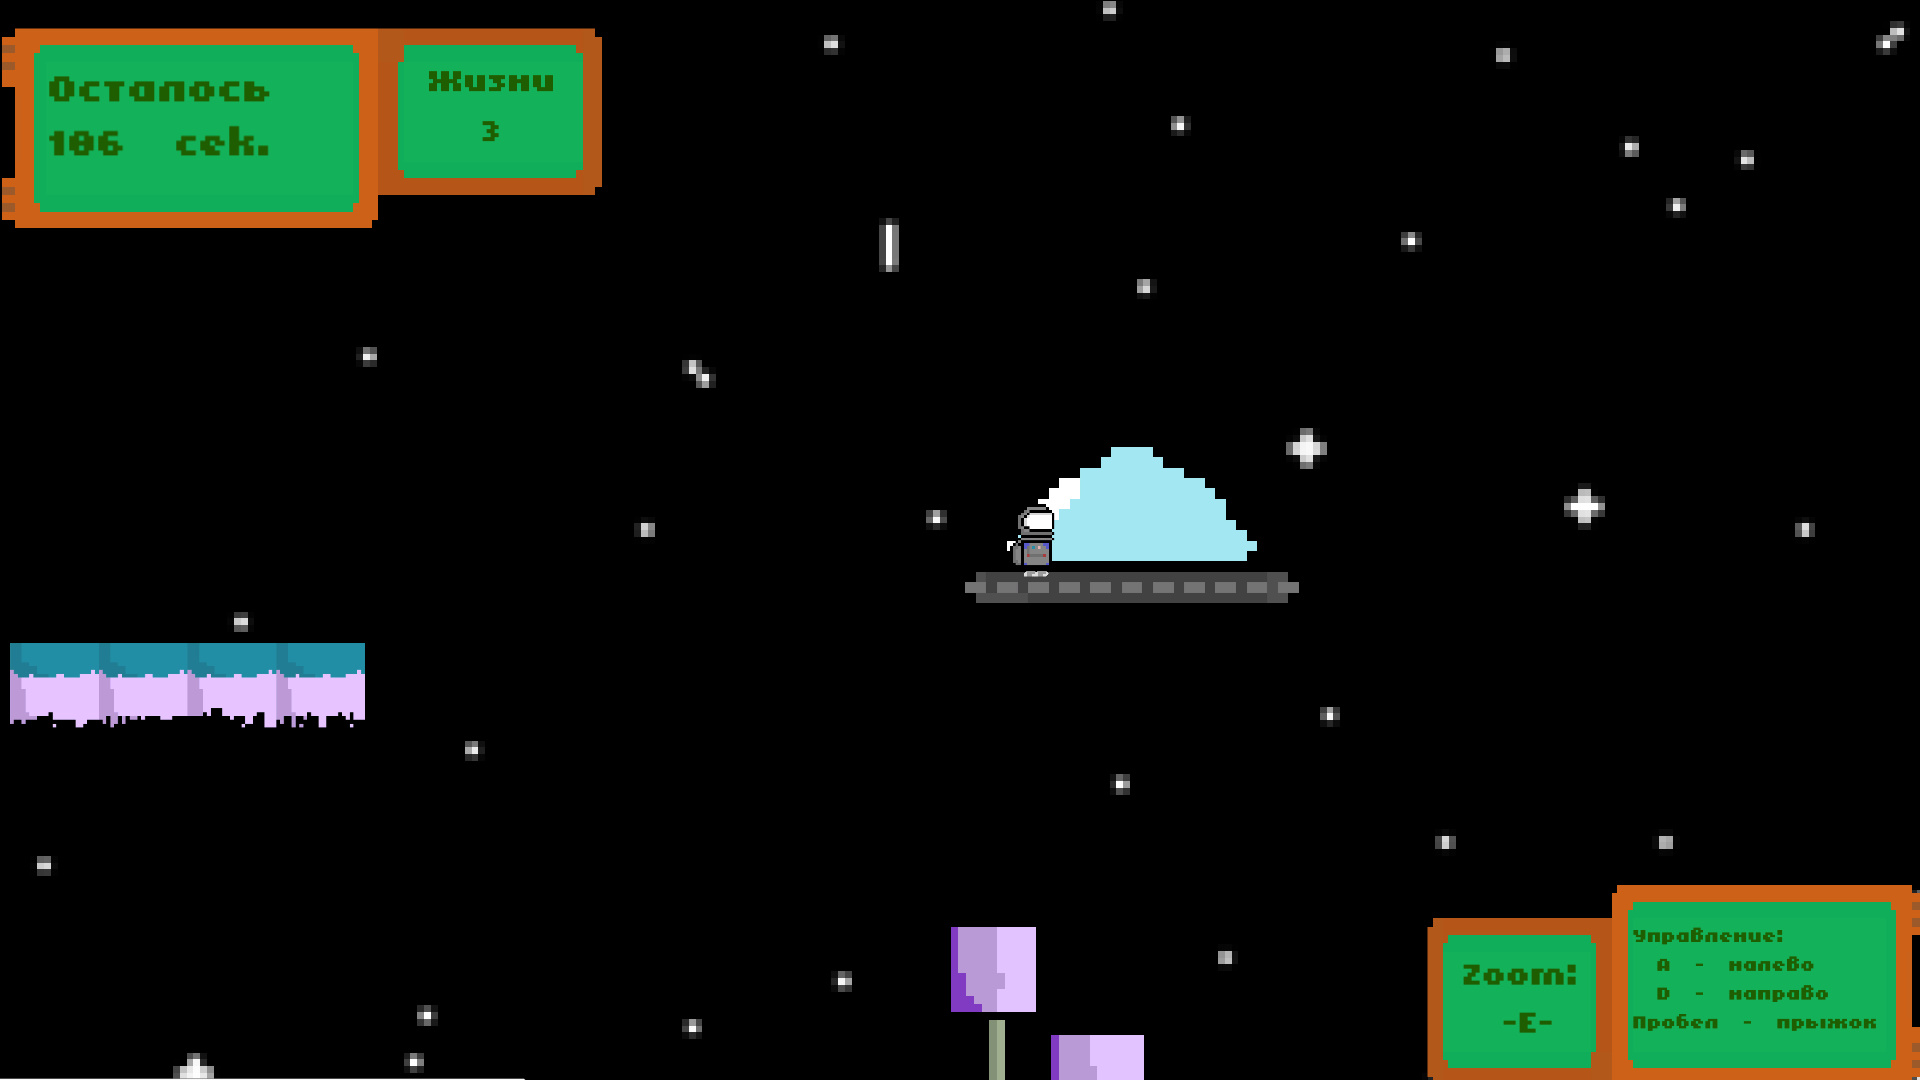 Осталось
106 сек.
Жизни
3
Zoom:
-E-
Управление:
A - налево
D - направо
Пробел - прыжок